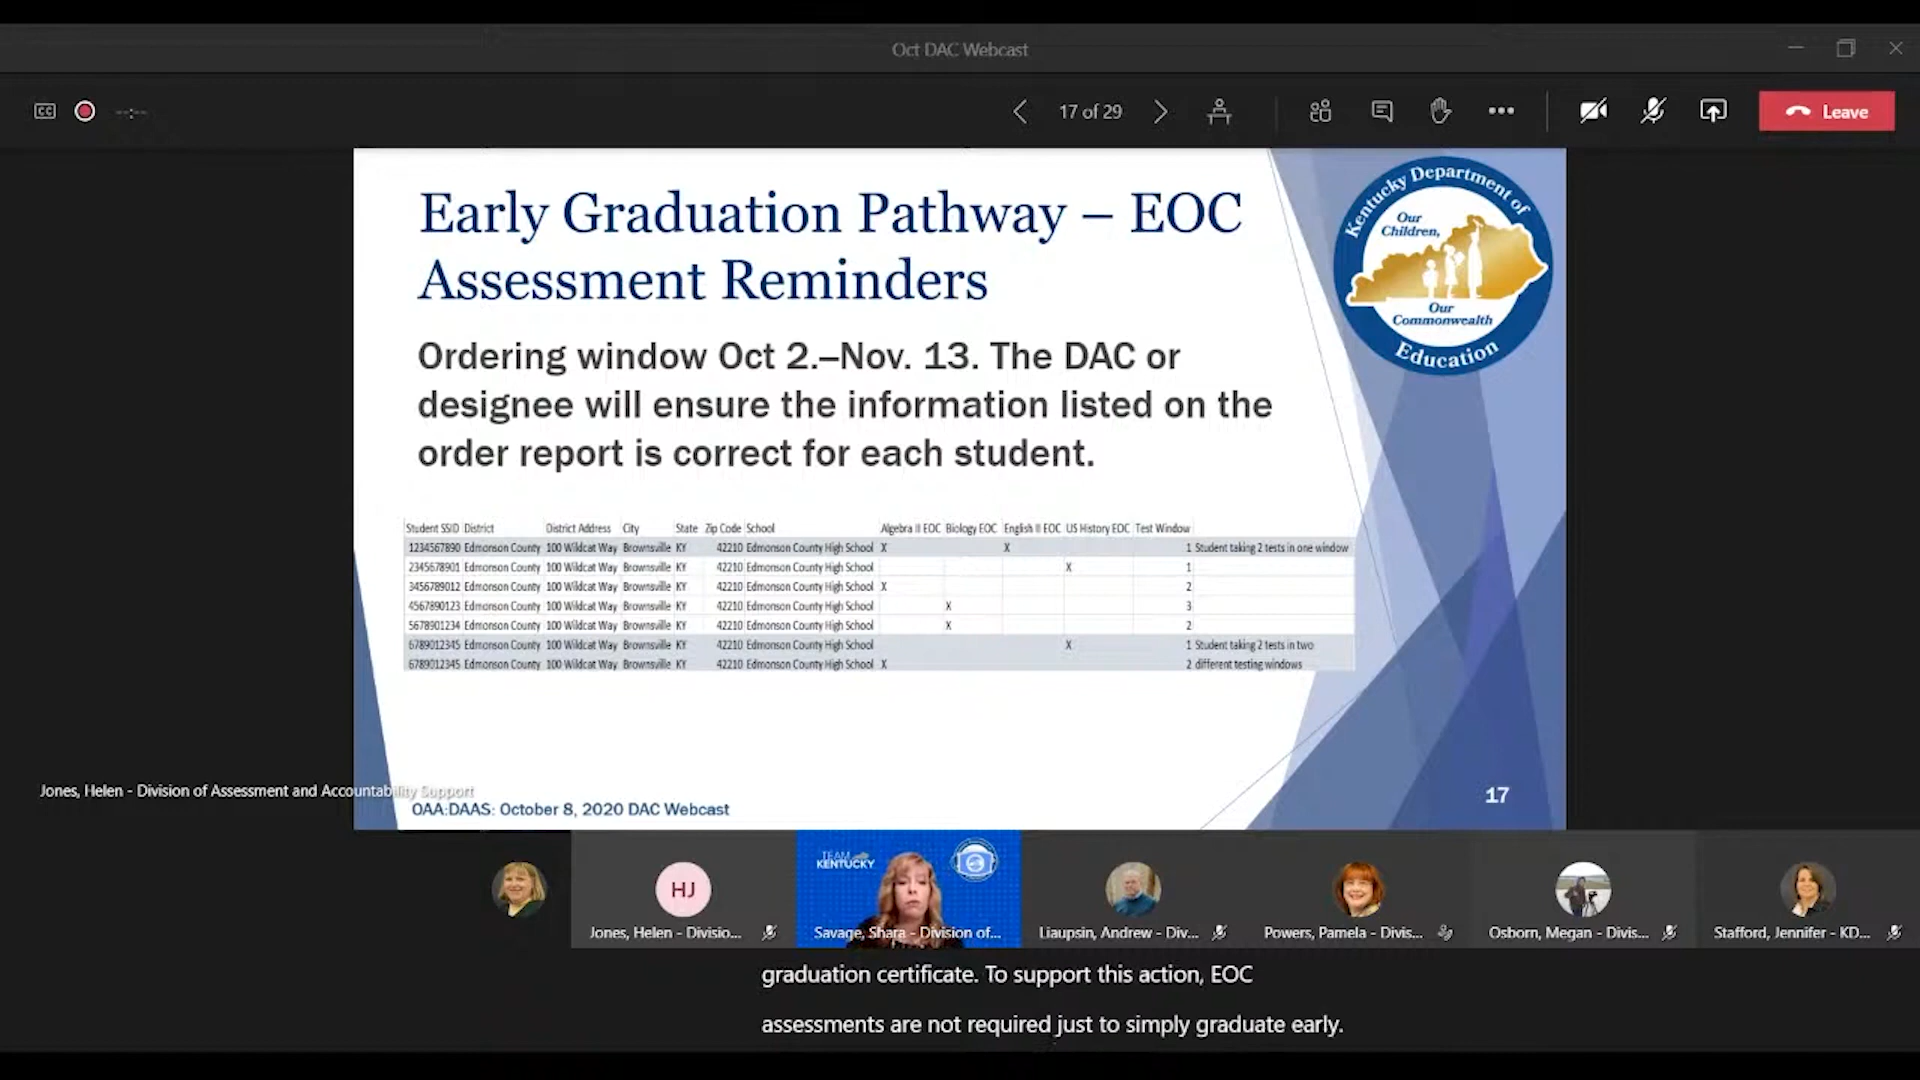 Oct DAC Webcast
CC
--:--
17 of 29
Leave
Early Graduation Pathway – EOC
Assessment Reminders
Kentucky Department of
Education
Our
Children,
Our
Commonwealth
Ordering window Oct 2.–Nov. 13. The DAC or
designee will ensure the information listed on the
order report is correct for each student.
Student SSID District District Address City State Zip Code School Algebra II EOC Biology EOC English II EOC US History EOC Test Window
1234567890 Edmonson County 100 Wildcat Way Brownsville KY 42210 Edmonson County High School X X 1 Student taking 2 tests in one window
2345678901 Edmonson County 100 Wildcat Way Brownsville KY 42210 Edmonson County High School X 1
3456789012 Edmonson County 100 Wildcat Way Brownsville KY 42210 Edmonson County High School X 2
4567890123 Edmonson County 100 Wildcat Way Brownsville KY 42210 Edmonson County High School X 3
5678901234 Edmonson County 100 Wildcat Way Brownsville KY 42210 Edmonson County High School X 2
6789012345 Edmonson County 100 Wildcat Way Brownsville KY 42210 Edmonson County High School X 1 Student taking 2 tests in two
6789012345 Edmonson County 100 Wildcat Way Brownsville KY 42210 Edmonson County High School X 2 different testing windows
Jones, Helen - Division of Assessment and Accountability Support
OAA:DAAS: October 8, 2020 DAC Webcast
17
TEAM
KENTUCKY
HJ
Jones, Helen - Divisio...
Savage, Shara - Division of...
Liaupsin, Andrew - Div...
Powers, Pamela - Divis...
Osborn, Megan - Divis...
Stafford, Jennifer - KD...
graduation certificate. To support this action, EOC
assessments are not required just to simply graduate early.